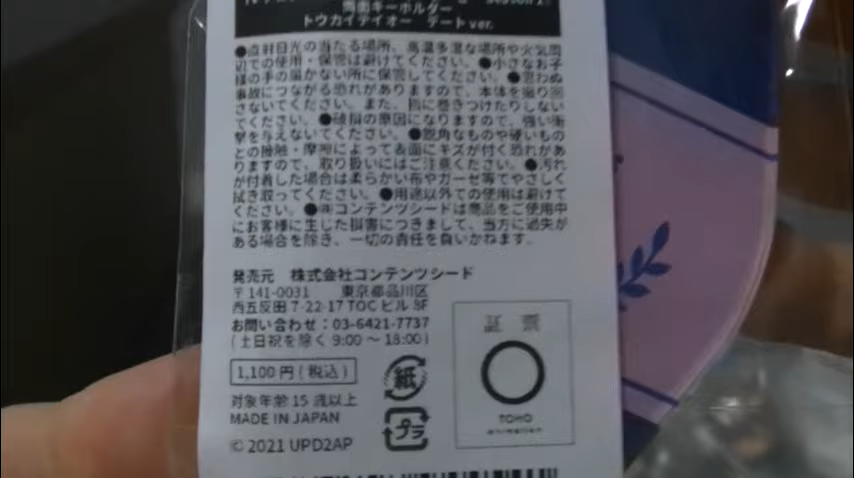 両面キーホルダー
トウカイテイオー デートver.
●直射日光の当たる場所、高温多湿な場所や火気周
辺での使用・保管は避けてください。●小さなお子
様の手の届かない所に保管してください。●思わぬ
事故につながる恐れがありますので、本体を振り回
さないでください。また、指に巻きつけたりしない
でください。●破損の原因になりますので、強い衝
撃を与えないでください。●鋭角なものや硬いもの
との接触・摩擦によって表面にキズが付く恐れがあ
りますので、取り扱いにはご注意ください。●汚れ
が付着した場合は柔らかい布やガーゼ等でやさしく
拭き取ってください。●用途以外での使用は避けて
ください。●㈱コンテンツシードは商品をご使用中
にお客様に生じた損害につきまして、当方に過失が
ある場合を除き、一切の責任を負いかねます。
発売元 株式会社コンテンツシード
〒141-0031 東京都品川区
西五反田 7-22-17 TOC ビル 8F
お問い合わせ：03-6421-7737
(土日祝を除く 9:00 〜 18:00)
1,100 円 ( 税込 )
対象年齢 15 歳以上
MADE IN JAPAN
© 2021 UPD2AP
紙
プラ
証 票
TOHO
animation